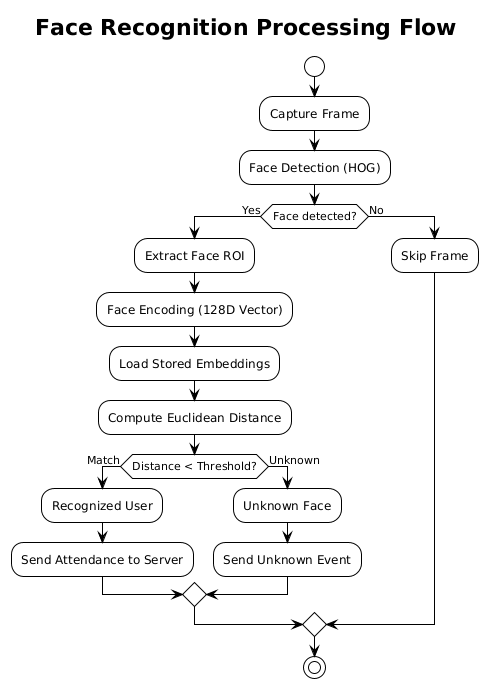 Face Recognition Processing Flow
Capture Frame
Face Detection (HOG)
Yes
Face detected?
No
Extract Face ROI
Skip Frame
Face Encoding (128D Vector)
Load Stored Embeddings
Compute Euclidean Distance
Match
Distance < Threshold?
Unknown
Recognized User
Unknown Face
Send Attendance to Server
Send Unknown Event